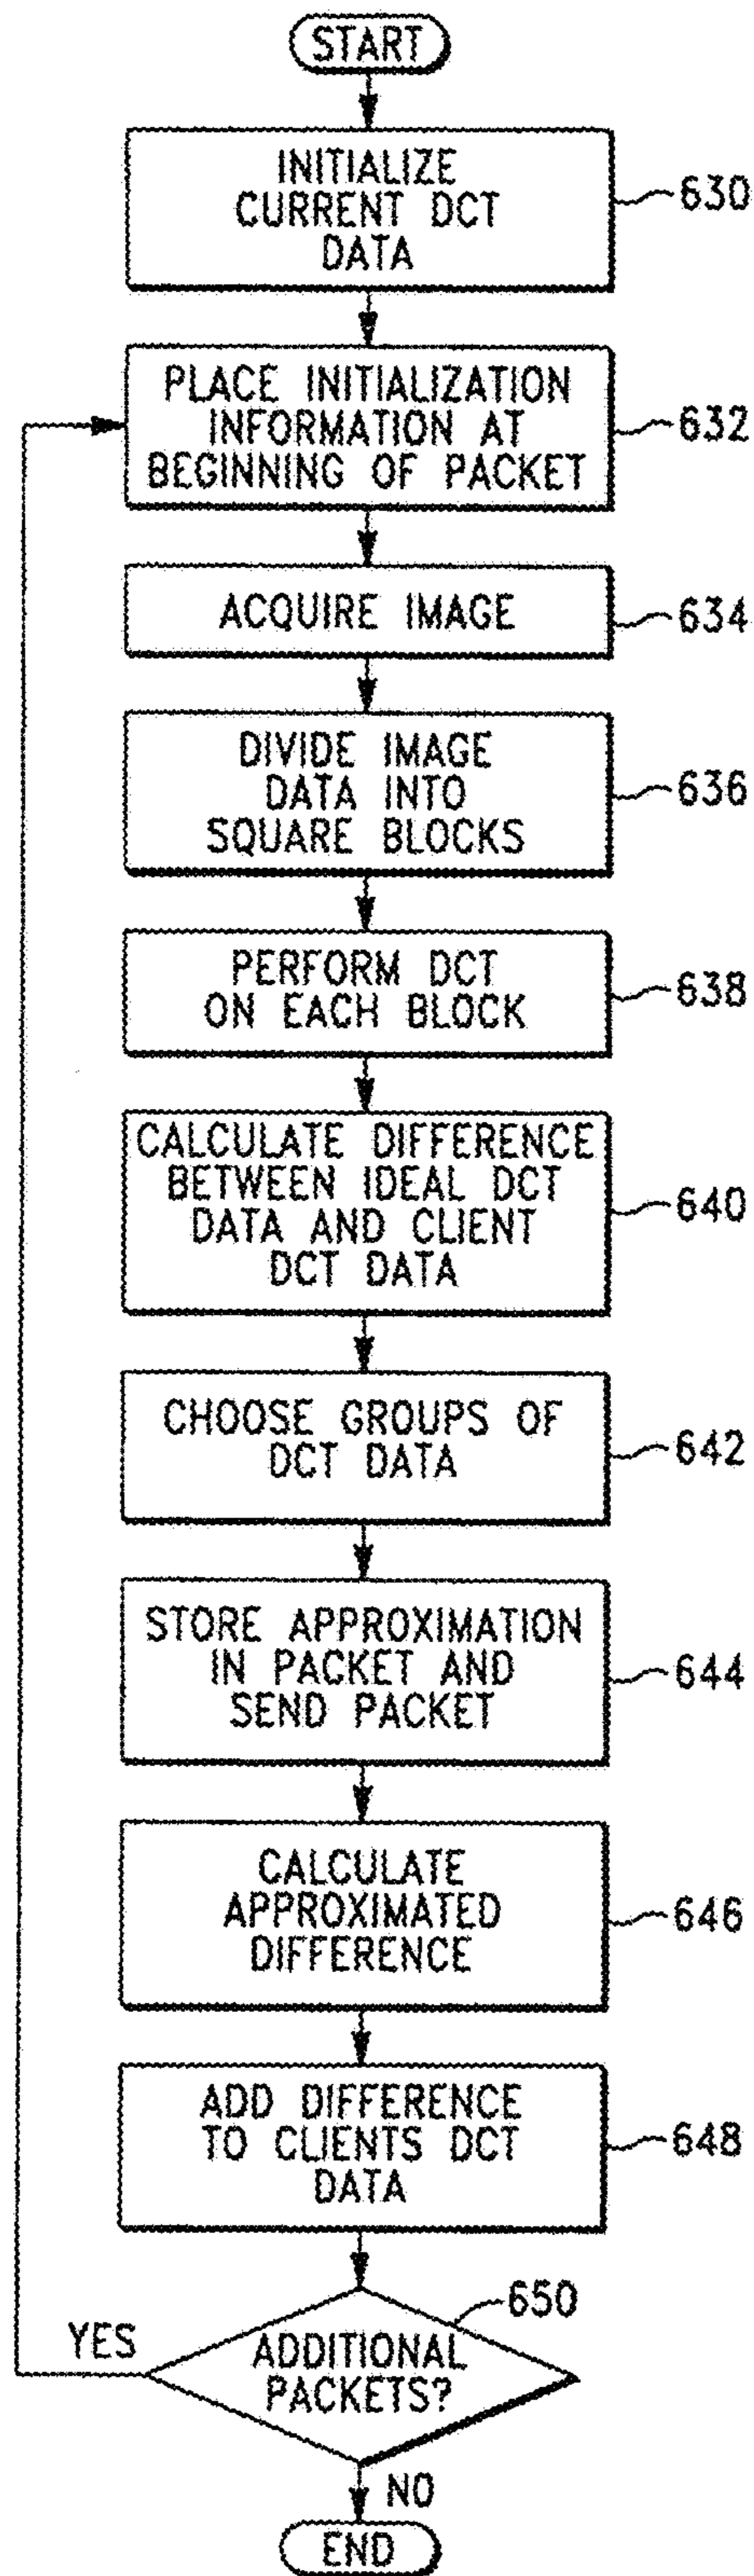 START
INITIALIZE
CURRENT DCT
DATA
630
PLACE INITIALIZATION
INFORMATION AT
BEGINNING OF PACKET
632
ACQUIRE IMAGE
634
DIVIDE IMAGE
DATA INTO
SQUARE BLOCKS
636
PERFORM DCT
ON EACH BLOCK
638
CALCULATE DIFFERENCE
BETWEEN IDEAL DCT
DATA AND CLIENT
DCT DATA
640
CHOOSE GROUPS OF
DCT DATA
642
STORE APPROXIMATION
IN PACKET AND
SEND PACKET
644
CALCULATE
APPROXIMATED
DIFFERENCE
646
ADD DIFFERENCE
TO CLIENTS DCT
DATA
648
650
YES
ADDITIONAL
PACKETS?
NO
END